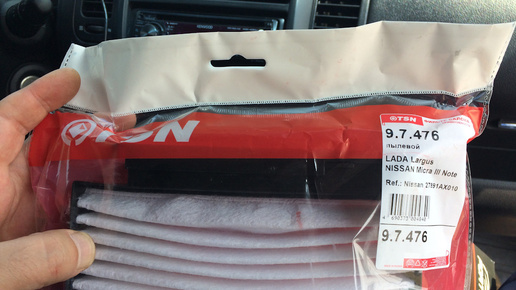 TSN
TSN
9.7.476
пылевой
LADA Largus
NISSAN Micra III Note
Ref.: Nissan 27891AX010
9.7.476